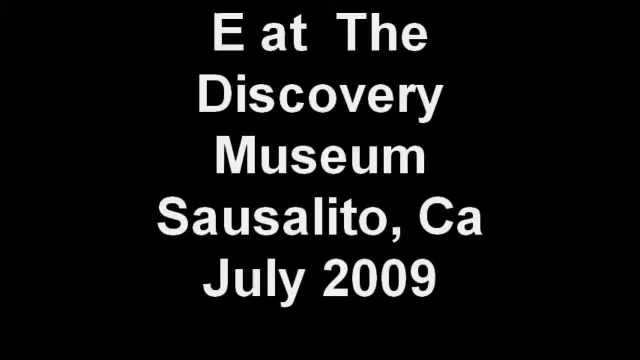 E at  The
Discovery
Museum
Sausalito, Ca
July 2009